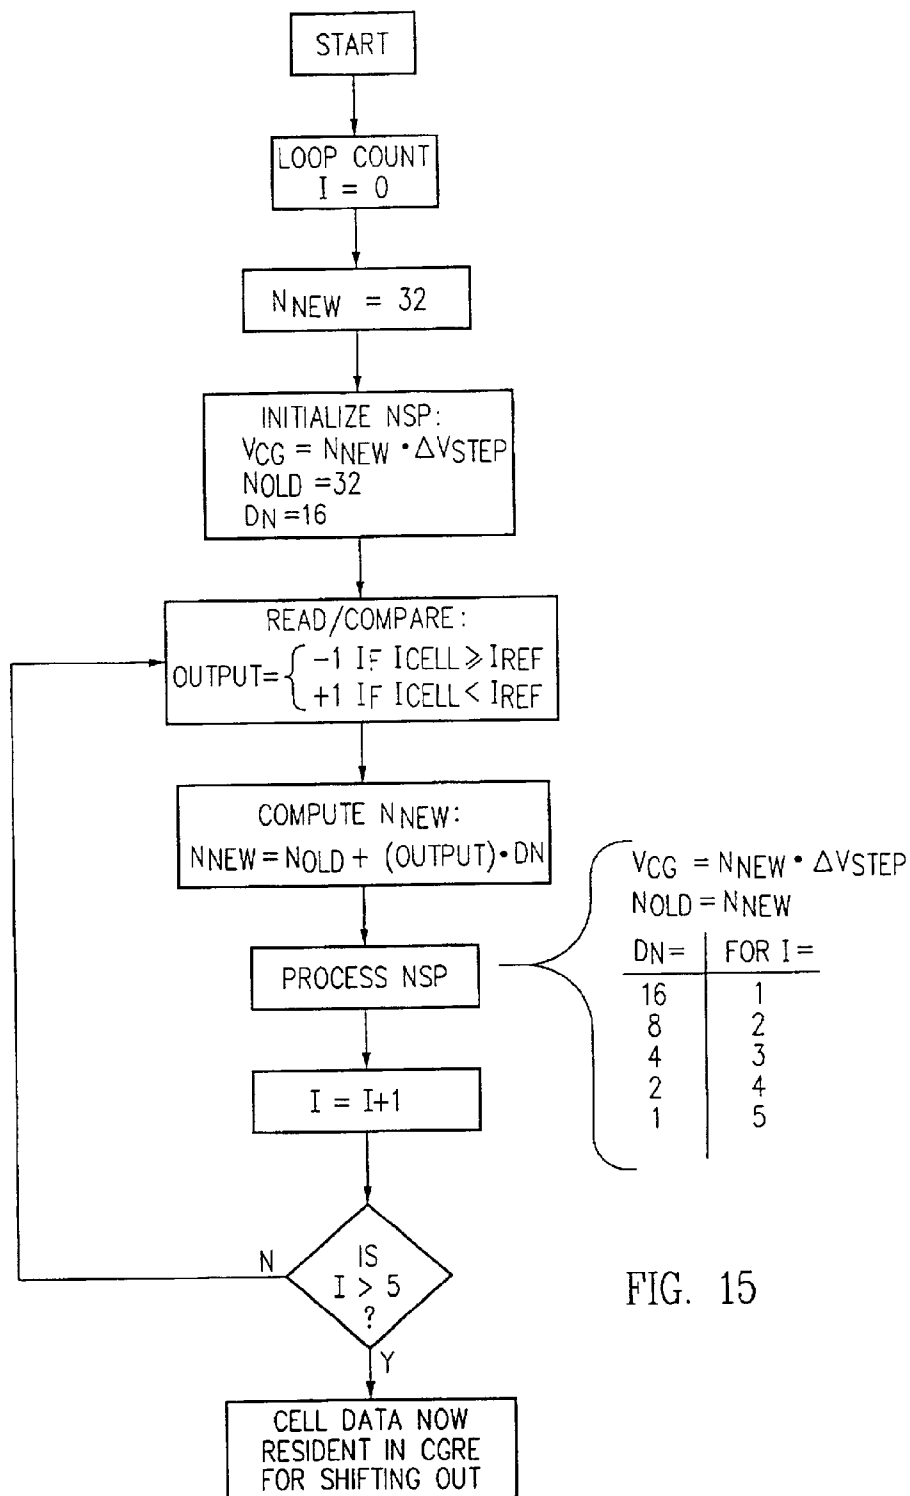 START
LOOP COUNT
I = 0
NNEW = 32
INITIALIZE NSP:
VCG = NNEW • ΔVSTEP
NOLD =32
DN =16
READ/COMPARE:
OUTPUT= { -1 IF ICELL ⩾ IREF
+1 IF ICELL < IREF
COMPUTE NNEW:
NNEW = NOLD + (OUTPUT)• DN
PROCESS NSP
VCG = NNEW • ΔVSTEP
NOLD = NNEW
DN= FOR I=
16 1
8 2
4 3
2 4
1 5
I = I+1
IS
I > 5
?
N
Y
CELL DATA NOW
RESIDENT IN CGRE
FOR SHIFTING OUT
FIG. 15